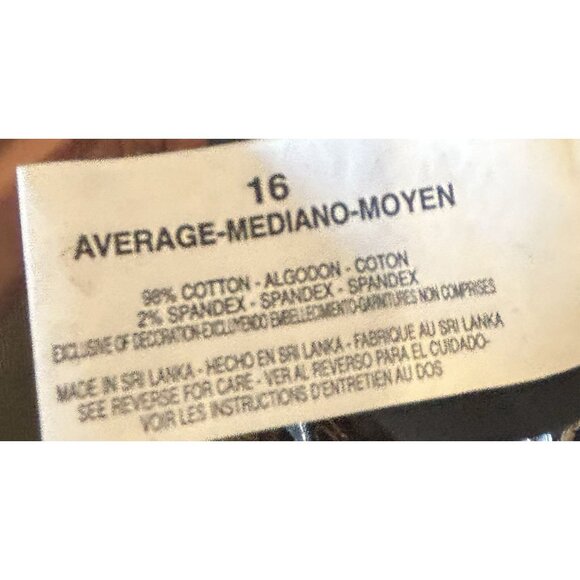 16
AVERAGE-MEDIANO-MOYEN
98% COTTON - ALGODON - COTON
2% SPANDEX - SPANDEX - SPANDEX
EXCLUSIVE OF DECORATION-EXCLUYENDO EMBELLECIMIENTO-GARNITURES NON COMPRISES
MADE IN SRI LANKA - HECHO EN SRI LANKA - FABRIQUE AU SRI LANKA
SEE REVERSE FOR CARE - VER AL REVERSO PARA EL CUIDADO-
VOIR LES INSTRUCTIONS D'ENTRETIEN AU DOS